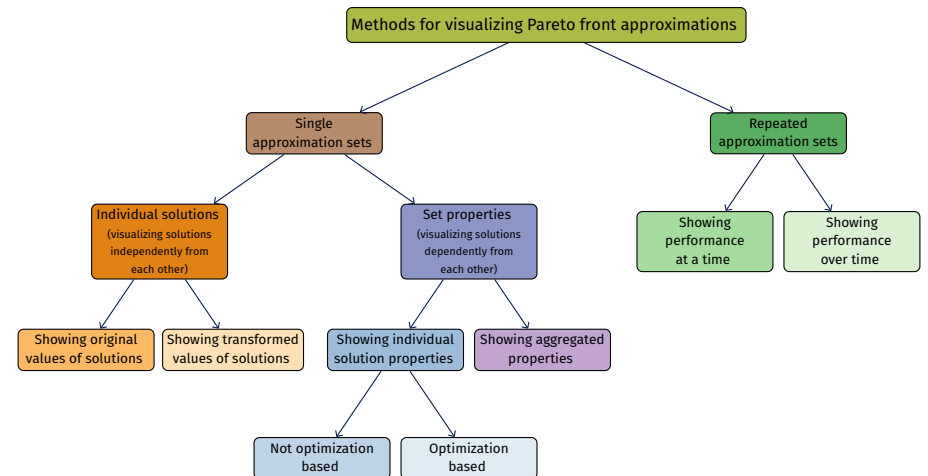 Methods for visualizing Pareto front approximations
Single
approximation sets
Repeated
approximation sets
Individual solutions
(visualizing solutions
independently from
each other)
Set properties
(visualizing solutions
dependently from
each other)
Showing
performance
at a time
Showing
performance
over time
Showing original
values of solutions
Showing transformed
values of solutions
Showing individual
solution properties
Showing aggregated
properties
Not optimization
based
Optimization
based